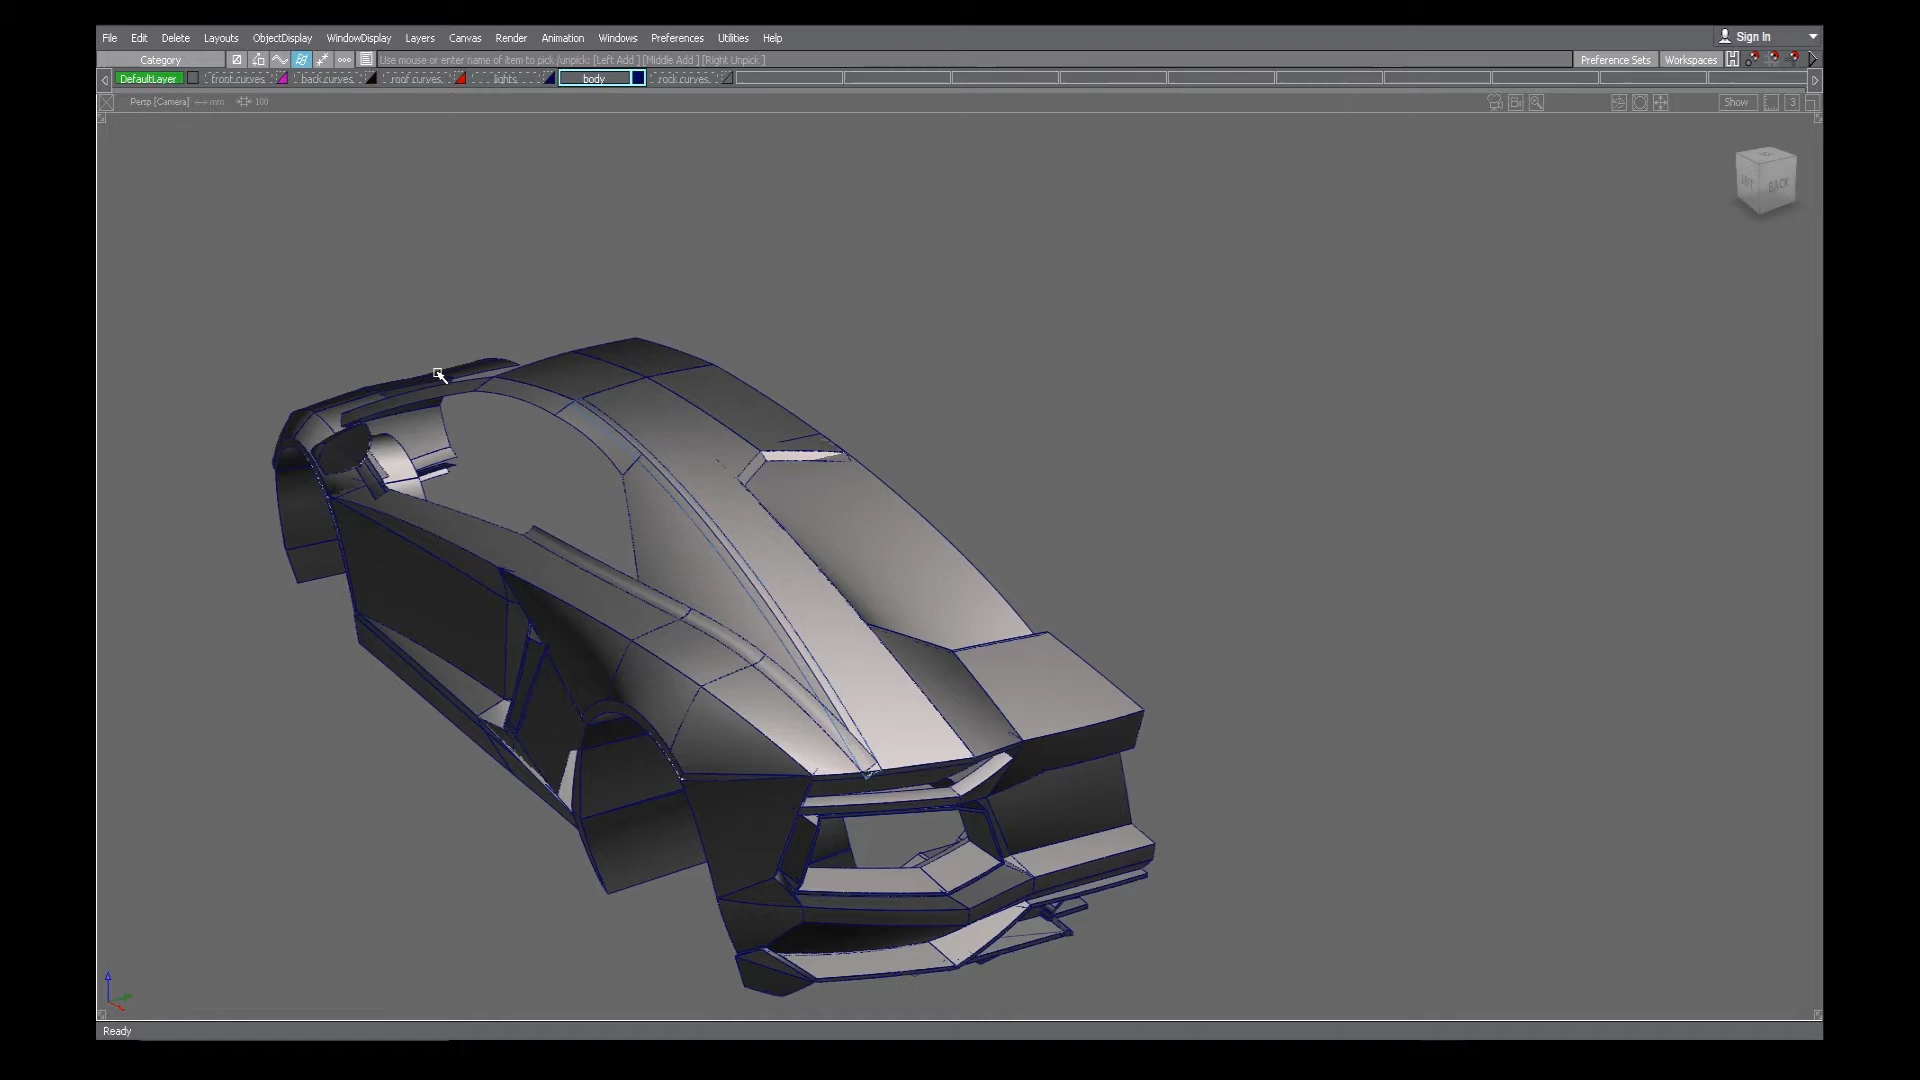 File Edit Delete Layouts ObjectDisplay WindowDisplay Layers Canvas Render Animation Windows Preferences Utilities Help Sign In
Category Use mouse or enter name of item to pick /unpick: [Left Add ] [Middle Add ] [Right Unpick ] Preference Sets Workspaces
DefaultLayer front curves back curves roof curves lights body
Persp [Camera] mm 100 Show 3
BACK
Ready